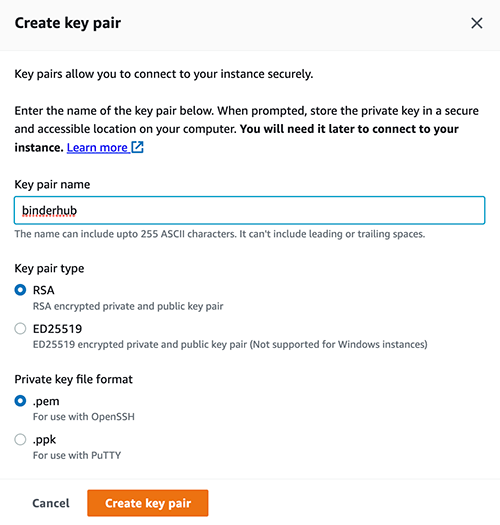 Create key pair
Key pairs allow you to connect to your instance securely.
Enter the name of the key pair below. When prompted, store the private key in a secure
and accessible location on your computer. You will need it later to connect to your
instance. Learn more
Key pair name
binderhub
The name can include upto 255 ASCII characters. It can't include leading or trailing spaces.
Key pair type
RSA
RSA encrypted private and public key pair
ED25519
ED25519 encrypted private and public key pair (Not supported for Windows instances)
Private key file format
.pem
For use with OpenSSH
.ppk
For use with PuTTY
Cancel Create key pair